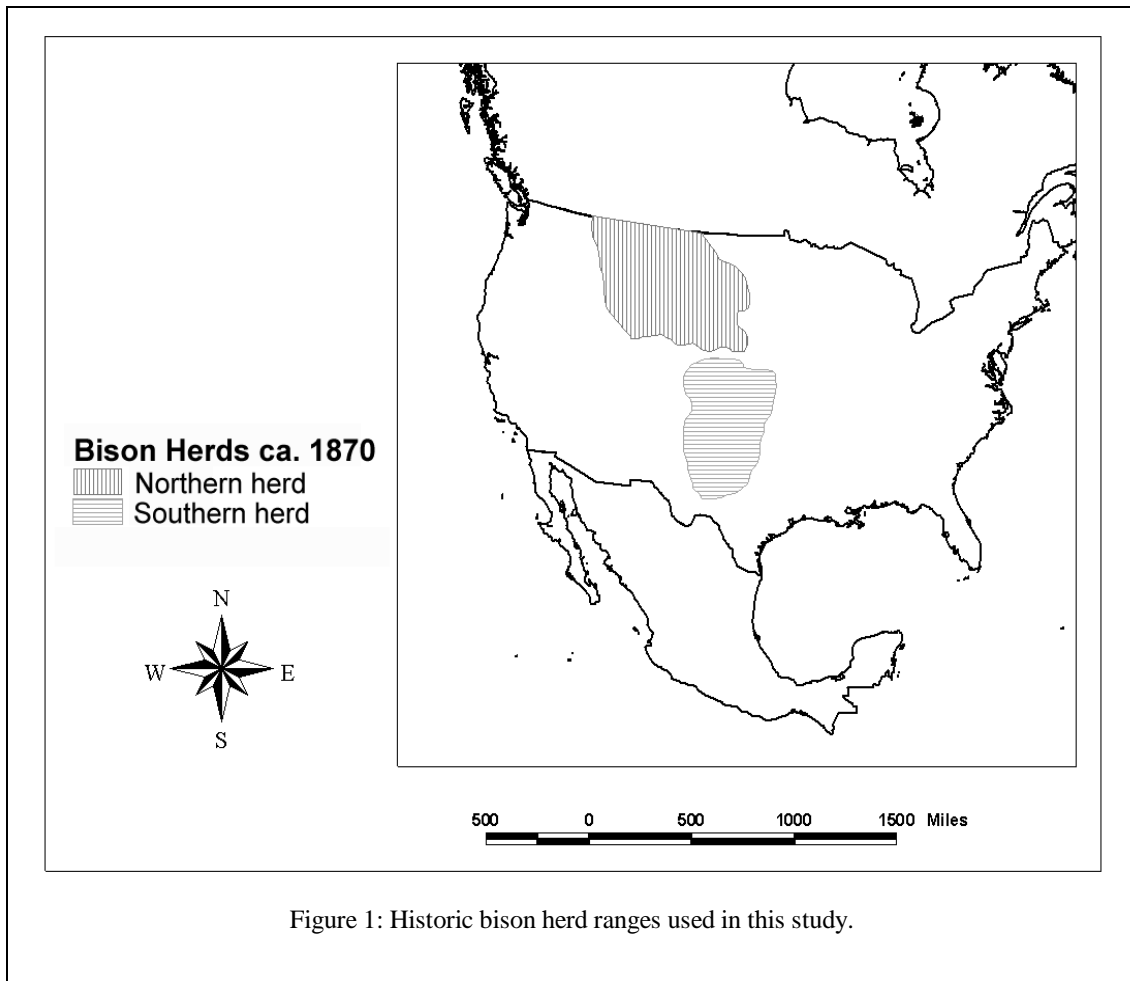 Bison Herds ca. 1870
Northern herd
Southern herd
N
W E
S
500 0 500 1000 1500 Miles
Figure 1: Historic bison herd ranges used in this study.